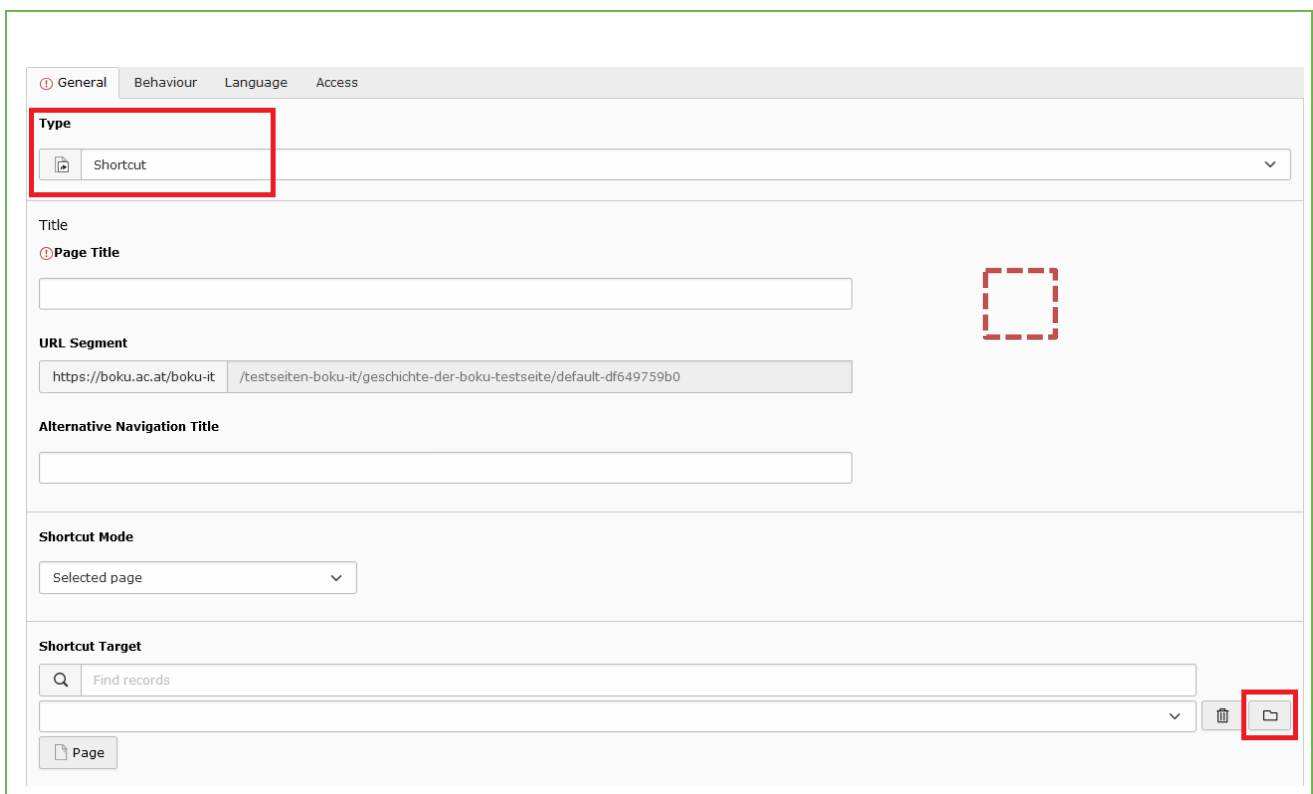 General Behaviour Language Access
Type
Shortcut
Title
Page Title
URL Segment
https://boku.ac.at/boku-it /testseiten-boku-it/geschichte-der-boku-testseite/default-df649759b0
Alternative Navigation Title
Shortcut Mode
Selected page
Shortcut Target
Find records
Page